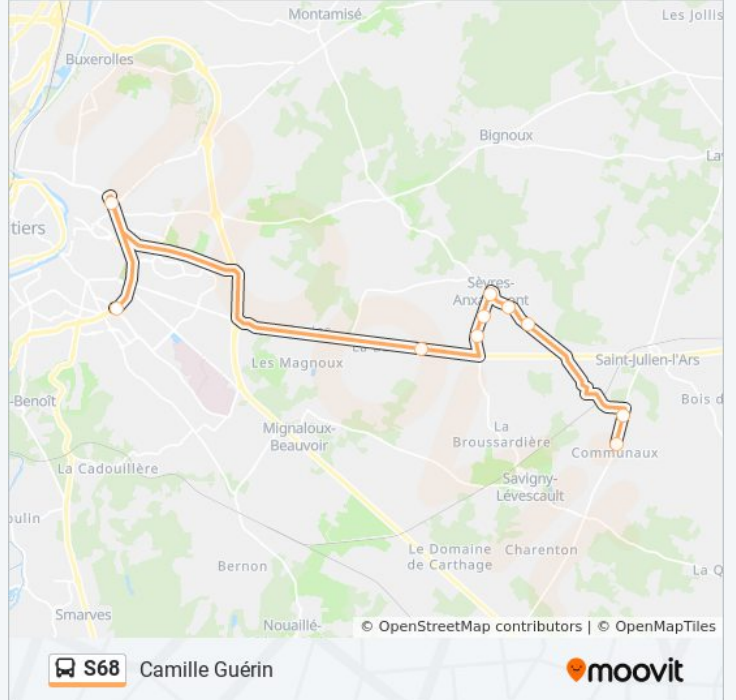 Montamisé
Les Jollis
Buxerolles
Bignoux
tiers
Sèvres-
Anxaumont
Les Magnoux
Saint-Julien-l'Ars
-Benoît
Bois d
Mignaloux-
Beauvoir
La
Broussardière
Communaux
La Cadouillère
Savigny-
Lévescault
oulin
Le Domaine
de Carthage
Charenton
Bernon
La Q
Smarves
Nouaillé-
© OpenStreetMap contributors | © OpenMapTiles
S68
Camille Guérin
moovit